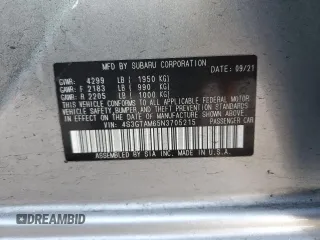 MFD BY SUBARU CORPORATION DATE: 09/21
GVWR: 4299 LB ( 1950 KG)
GAWR: F 2183 LB ( 990 KG)
GAWR: R 2205 LB ( 1000 KG)
THIS VEHICLE CONFORMS TO ALL APPLICABLE FEDERAL MOTOR VEHICLE
SAFETY, BUMPER, AND THEFT PREVENTION STANDARDS IN EFFECT
ON THE DATE OF MANUFACTURE SHOWN ABOVE.
VIN: 4S3GTAM65N3705215 PASSENGER CAR
ASSEMBLED BY SIA INC. MADE IN U.S.A.
DREAMBID